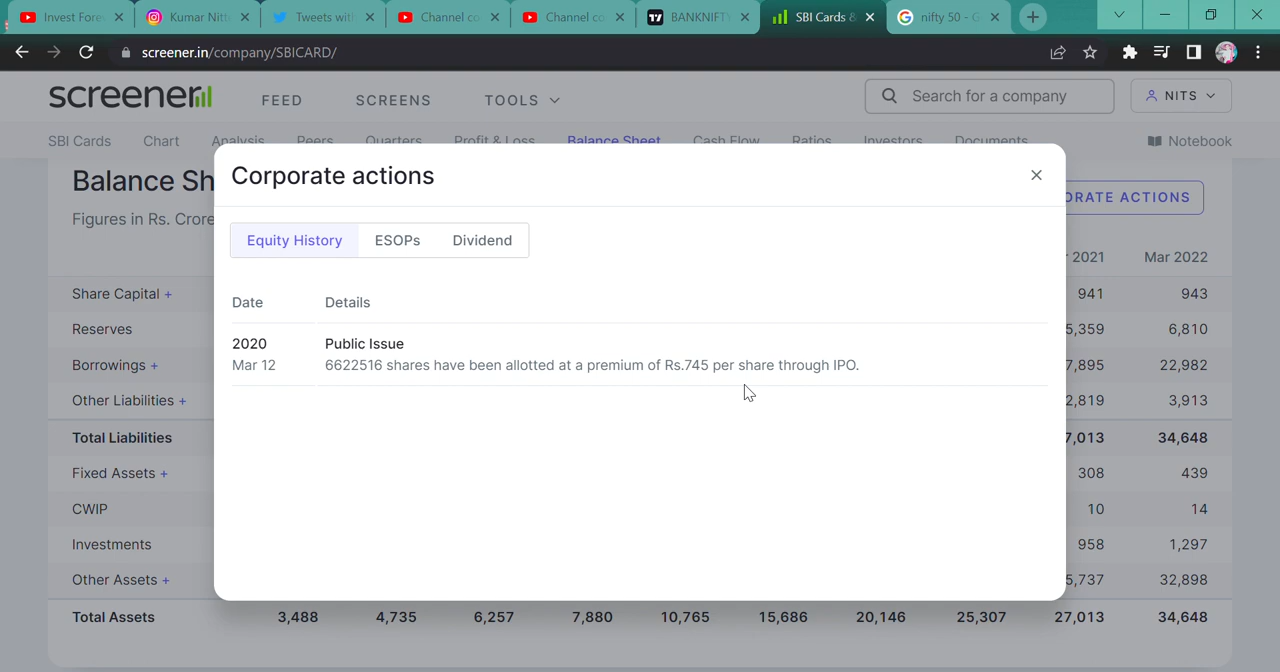 Invest Fore
Kumar Nitt
Tweets wit
Channel co
Channel co
BANKNIFT
SBI Cards &
nifty 50 - G
screener.in/company/SBICARD/
screener
FEED
SCREENS
TOOLS
Search for a company
NITS
SBI Cards
Chart
Analysis
Peers
Quarters
Profit & Loss
Balance Sheet
Cash Flow
Ratios
Investors
Documents
Notebook
Balance Sh
Figures in Rs. Crore
ORATE ACTIONS
Corporate actions
Equity History
ESOPs
Dividend
Date Details
2020 Public Issue
Mar 12 6622516 shares have been allotted at a premium of Rs.745 per share through IPO.
2021 Mar 2022
Share Capital + 941 943
Reserves 5,359 6,810
Borrowings + 7,895 22,982
Other Liabilities + 2,819 3,913
Total Liabilities 7,013 34,648
Fixed Assets + 308 439
CWIP 10 14
Investments 958 1,297
Other Assets + 5,737 32,898
Total Assets 3,488 4,735 6,257 7,880 10,765 15,686 20,146 25,307 27,013 34,648